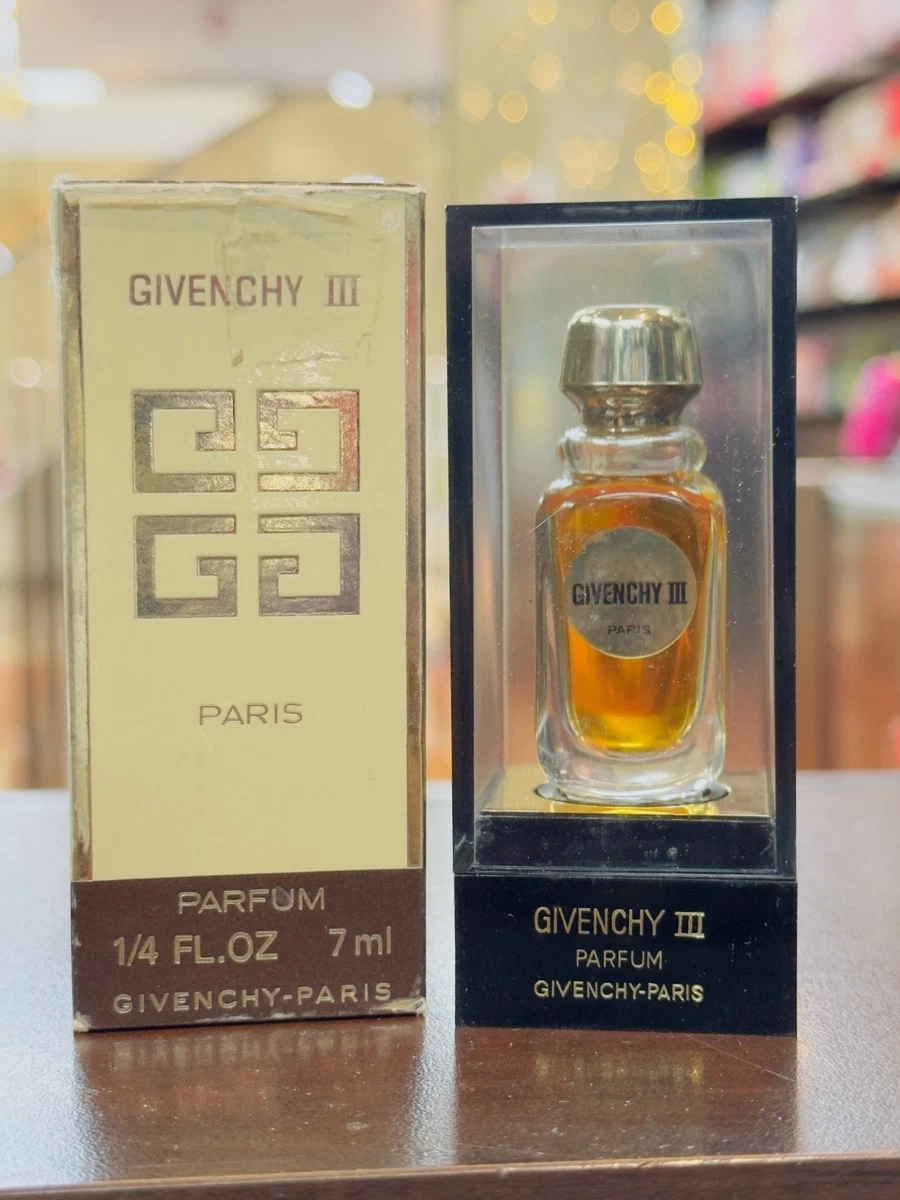 GIVENCHY III
PARIS
PARFUM
1/4 FL.OZ 7 ml
GIVENCHY-PARIS
GIVENCHY III
PARIS
GIVENCHY III
PARFUM
GIVENCHY-PARIS